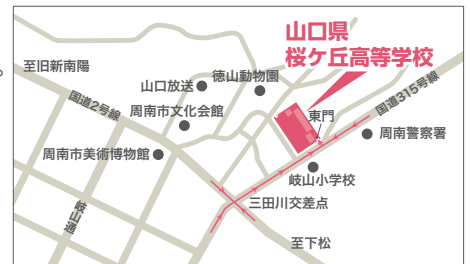 山口県
桜ケ丘高等学校
至旧新南陽
山口放送
徳山動物園
国道2号線
周南市文化会館
国道315号線
東門
周南警察署
周南市美術博物館
岐山小学校
岐山通
三田川交差点
至下松